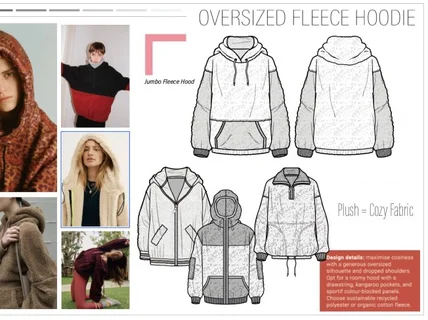 OVERSIZED FLEECE HOODIE
Jumbo Fleece Hood
Plush = Cozy Fabric
Design details: maximise cosiness
with a generous oversized
silhouette and dropped shoulders.
Opt for a roomy hood with a
drawstring, kangaroo pockets, and
sportif colour-blocked panels.
Choose sustainable recycled
polyester or organic cotton fleece.